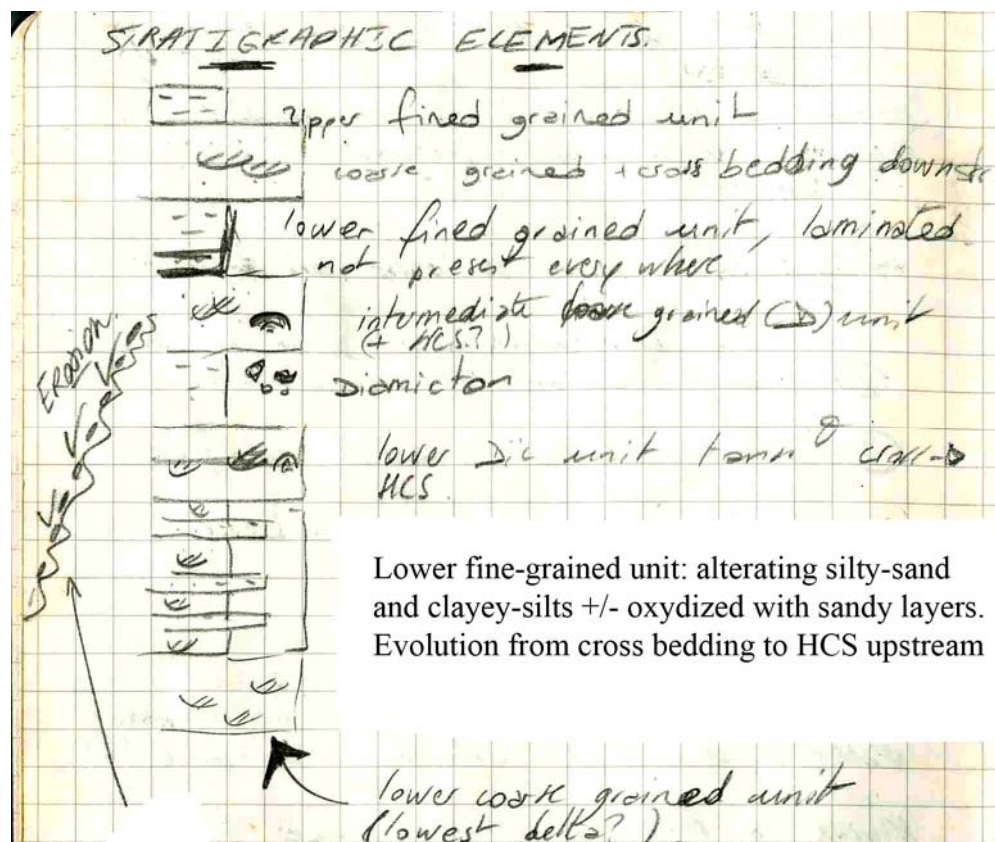 STRATIGRAPHIC ELEMENTS.
Upper fined grained unit
coarse grained + cross bedding
lower fined grained unit, laminated
not present every where
intermediate grained (D) unit
(+ HCS?)
EROSION
Diamicton
lower unit
HCS
Lower fine-grained unit: alterating silty-sand
and clayey-silts +/- oxydized with sandy layers.
Evolution from cross bedding to HCS upstream
lower coarse grained unit
(lowest delta?)